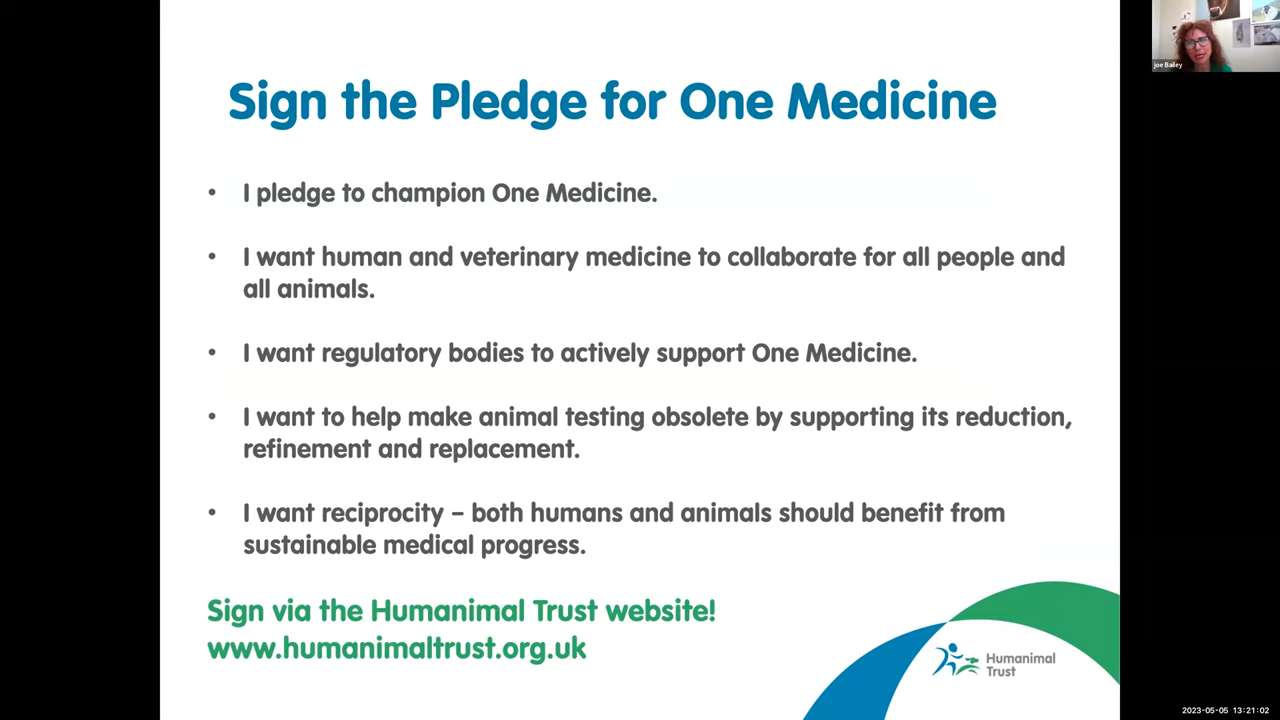 joe Bailey
Sign the Pledge for One Medicine
• I pledge to champion One Medicine.
• I want human and veterinary medicine to collaborate for all people and
all animals.
• I want regulatory bodies to actively support One Medicine.
• I want to help make animal testing obsolete by supporting its reduction,
refinement and replacement.
• I want reciprocity – both humans and animals should benefit from
sustainable medical progress.
Sign via the Humanimal Trust website!
www.humanimaltrust.org.uk
Humanimal
Trust
2023-05-05 13:21:02